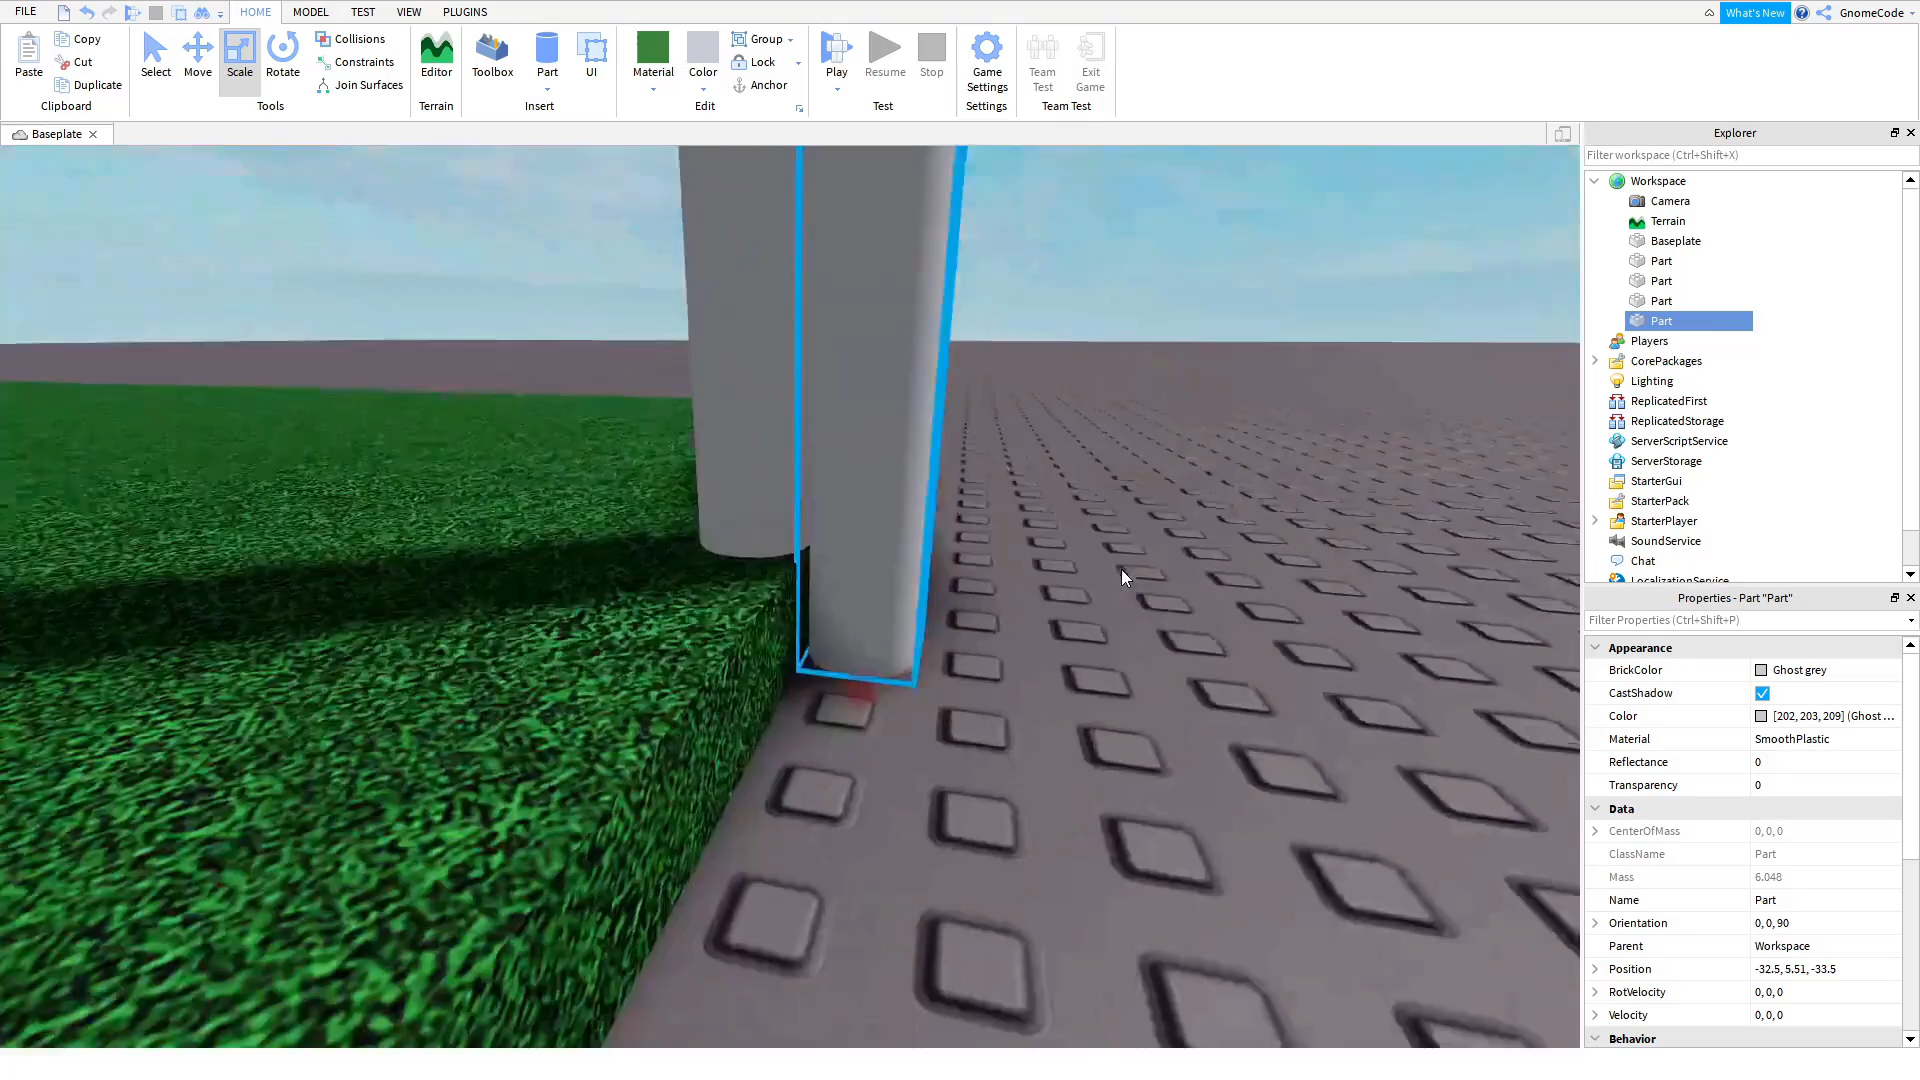 FILE HOME MODEL TEST VIEW PLUGINS What's New GnomeCode
Paste Copy Cut Duplicate Clipboard
Select Move Scale Rotate Collisions Constraints Join Surfaces Tools
Editor Terrain
Toolbox Part UI Insert
Material Color Group Lock Anchor Edit
Play Resume Stop Test
Game Settings Settings
Team Test Exit Game Team Test
Baseplate
Explorer
Filter workspace (Ctrl+Shift+X)
Workspace
Camera
Terrain
Baseplate
Part
Part
Part
Part
Players
CorePackages
Lighting
ReplicatedFirst
ReplicatedStorage
ServerScriptService
ServerStorage
StarterGui
StarterPack
StarterPlayer
SoundService
Chat
LocalizationService
Properties - Part "Part"
Filter Properties (Ctrl+Shift+P)
Appearance
BrickColor Ghost grey
CastShadow
Color [202, 203, 209] (Ghost ...
Material SmoothPlastic
Reflectance 0
Transparency 0
Data
CenterOfMass 0, 0, 0
ClassName Part
Mass 6.048
Name Part
Orientation 0, 0, 90
Parent Workspace
Position -32.5, 5.51, -33.5
RotVelocity 0, 0, 0
Velocity 0, 0, 0
Behavior